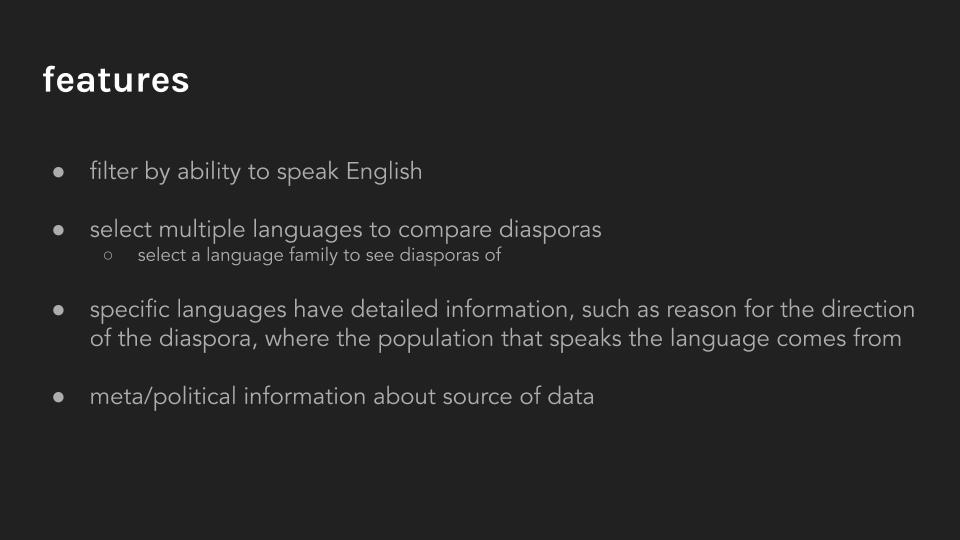 features
● filter by ability to speak English
● select multiple languages to compare diasporas
○ select a language family to see diasporas of
● specific languages have detailed information, such as reason for the direction
of the diaspora, where the population that speaks the language comes from
● meta/political information about source of data